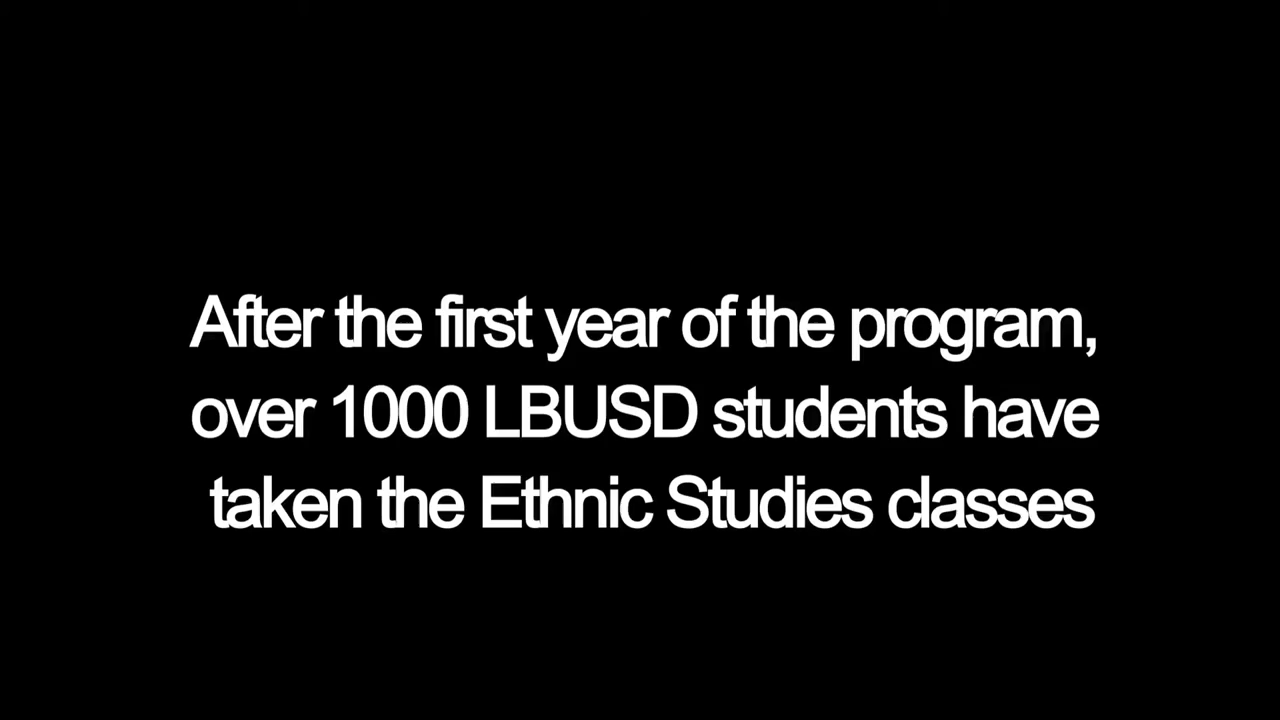 After the first year of the program,
over 1000 LBUSD students have
taken the Ethnic Studies classes